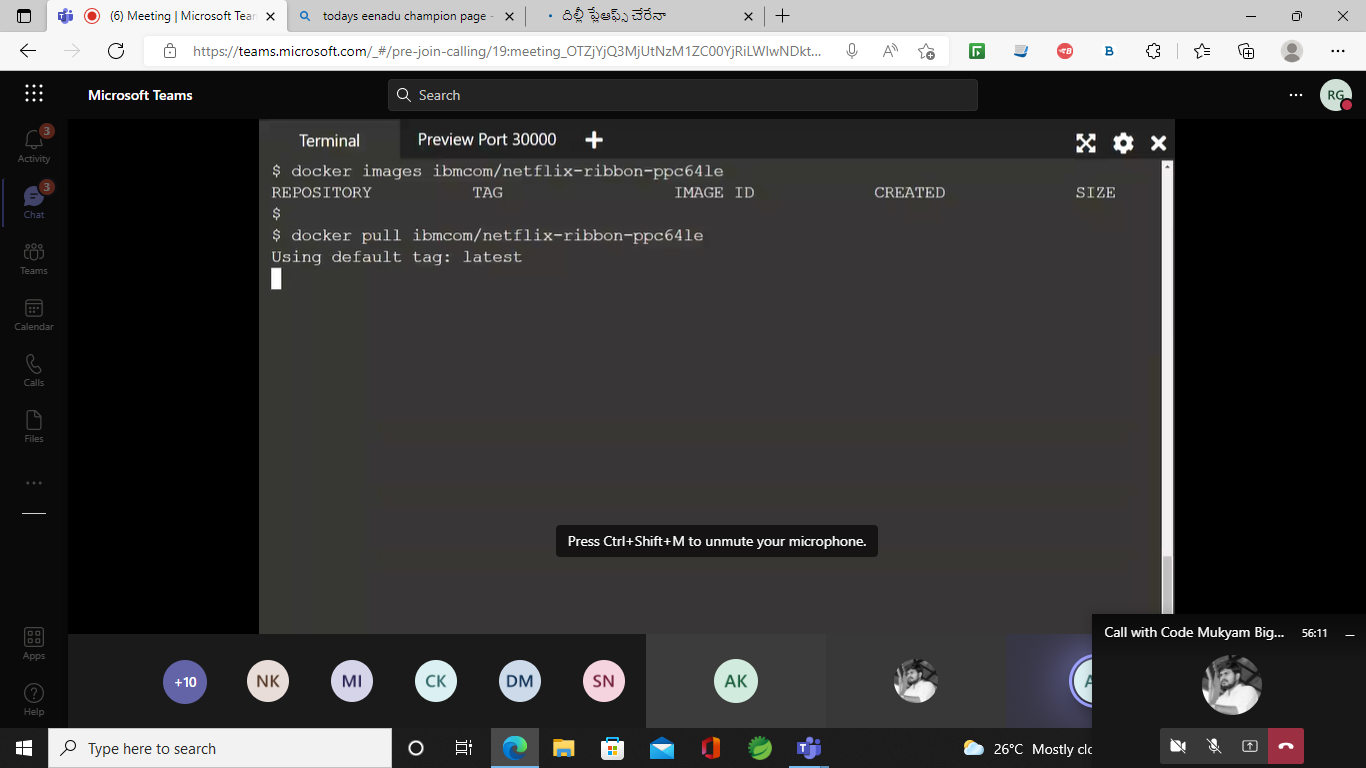 (6) Meeting | Microsoft Tean
todays eenadu champion page -
దిల్లీ ప్లేఆఫ్స్ చేరేనా
https://teams.microsoft.com/_#/pre-join-calling/19:meeting_OTZjYjQ3MjUtNzM1ZC00YjRiLWIwNDkt...
Microsoft Teams
Search
RG
3
Activity
3
Chat
Teams
Calendar
Calls
Files
Apps
Help
Terminal
Preview Port 30000
$ docker images ibmcom/netflix-ribbon-ppc64le
REPOSITORY TAG IMAGE ID CREATED SIZE
$
$ docker pull ibmcom/netflix-ribbon-ppc64le
Using default tag: latest
Press Ctrl+Shift+M to unmute your microphone.
+10
NK
MI
CK
DM
SN
AK
Call with Code Mukyam Big... 56:11
Type here to search
26°C Mostly clo